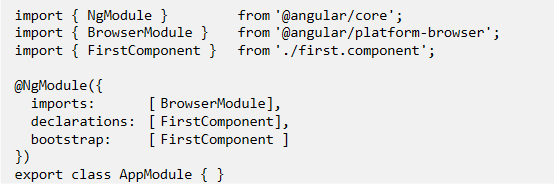 import { NgModule }         from '@angular/core';
import { BrowserModule }    from '@angular/platform-browser';
import { FirstComponent }   from './first.component';
@NgModule({
  imports:      [ BrowserModule],
  declarations: [ FirstComponent],
  bootstrap:    [ FirstComponent ]
})
export class AppModule { }